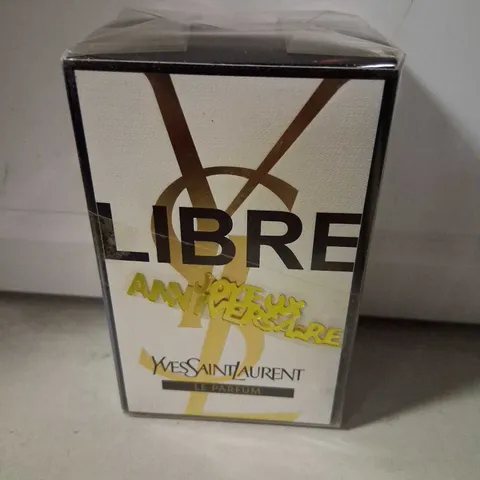 LIBRE
JOYEUX
ANNIVERSAIRE
YVESSAINTLAURENT
LE PARFUM